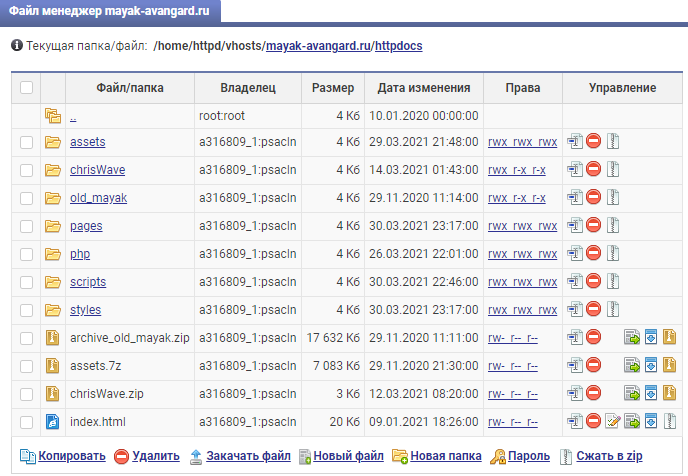 Файл менеджер mayak-avangard.ru
Текущая папка/файл: /home/httpd/vhosts/mayak-avangard.ru/httpdocs
Файл/папка Владелец Размер Дата изменения Права Управление
.. root:root 4 Кб 10.01.2020 00:00:00
assets a316809_1:psacln 4 Кб 29.03.2021 21:48:00 rwx rwx rwx
chrisWave a316809_1:psacln 4 Кб 14.03.2021 01:43:00 rwx r-x r-x
old_mayak a316809_1:psacln 4 Кб 29.11.2020 11:14:00 rwx r-x r-x
pages a316809_1:psacln 4 Кб 30.03.2021 23:17:00 rwx rwx rwx
php a316809_1:psacln 4 Кб 26.03.2021 22:01:00 rwx rwx rwx
scripts a316809_1:psacln 4 Кб 30.03.2021 22:46:00 rwx rwx rwx
styles a316809_1:psacln 4 Кб 30.03.2021 23:17:00 rwx rwx rwx
archive_old_mayak.zip a316809_1:psacln 17 632 Кб 29.11.2020 11:11:00 rw- r-- r--
assets.7z a316809_1:psacln 7 083 Кб 29.11.2020 21:30:00 rw- r-- r--
chrisWave.zip a316809_1:psacln 3 Кб 12.03.2021 08:20:00 rw- r-- r--
index.html a316809_1:psacln 20 Кб 09.01.2021 18:26:00 rw- r-- r--
Копировать Удалить Закачать файл Новый файл Новая папка Пароль Сжать в zip